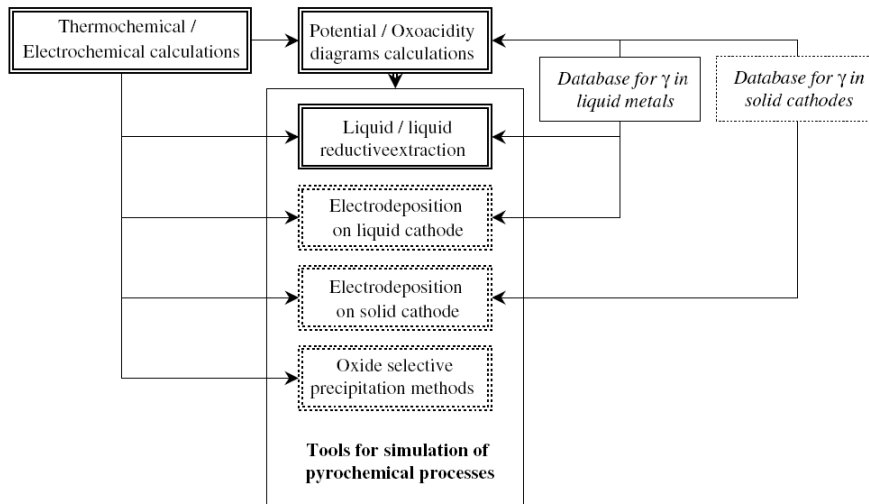 Thermochemical /
Electrochemical calculations
Potential / Oxoacidity
diagrams calculations
Database for γ in
liquid metals
Database for γ in
solid cathodes
Liquid / liquid
reductiveextraction
Electrodeposition
on liquid cathode
Electrodeposition
on solid cathode
Oxide selective
precipitation methods
Tools for simulation of
pyrochemical processes